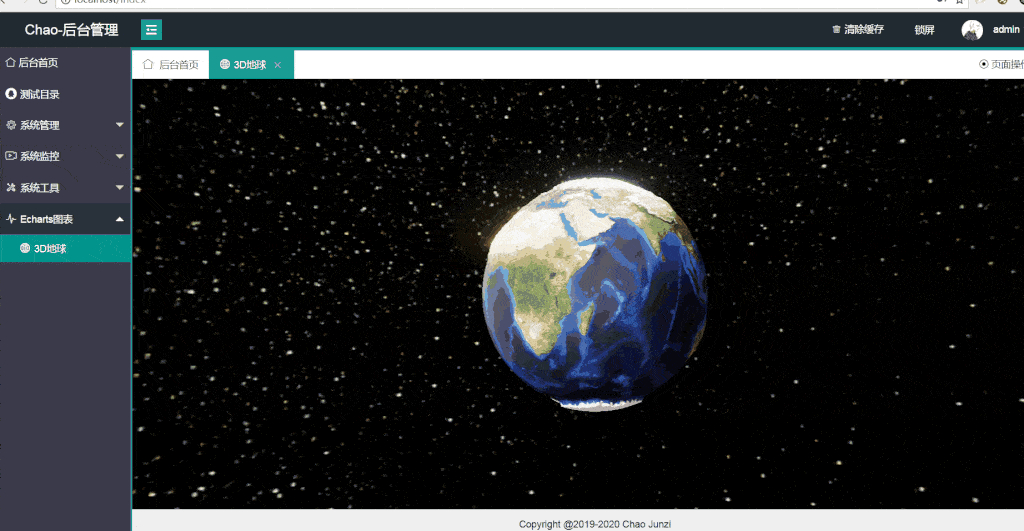 localhost/index
Chao-后台管理
清除缓存
锁屏
admin
后台首页
3D地球
页面操作
后台首页
测试目录
系统管理
系统监控
系统工具
Echarts图表
3D地球
Copyright @2019-2020 Chao Junzi